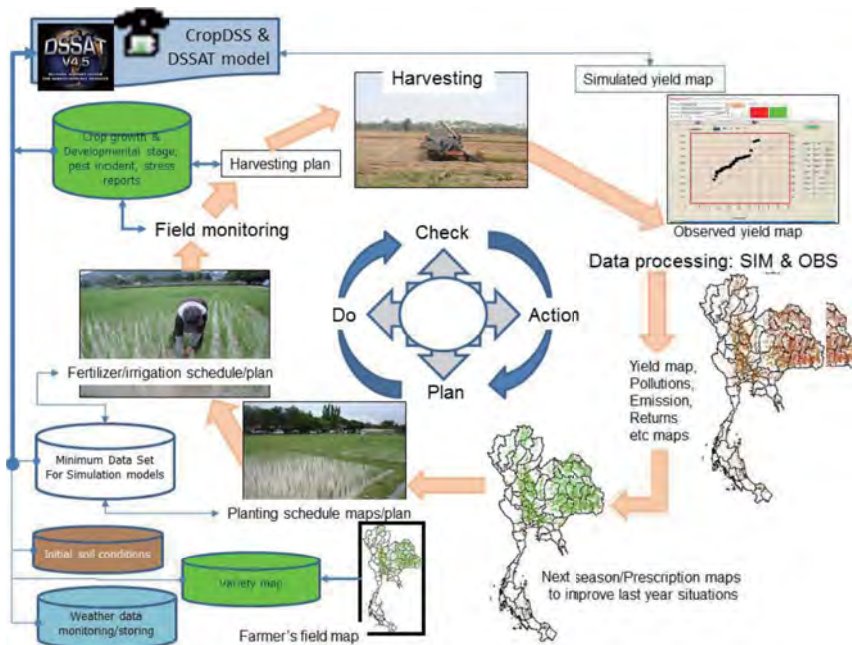 DSSAT
V4.5
CropDSS &
DSSAT model
Harvesting
Simulated yield map
Crop growth &
Developmental stage,
pest incident, stress
reports
Harvesting plan
Field monitoring
Observed yield map
Check
Do
Action
Plan
Data processing: SIM & OBS
Fertilizer/irrigation schedule/plan
Yield map,
Pollutions,
Emission,
Returns
etc maps
Minimum Data Set
For Simulation models
Planting schedule maps/plan
Initial soil conditions
Variety map
Next season/Prescription maps
to improve last year situations
Weather data
monitoring/storing
Farmer's field map